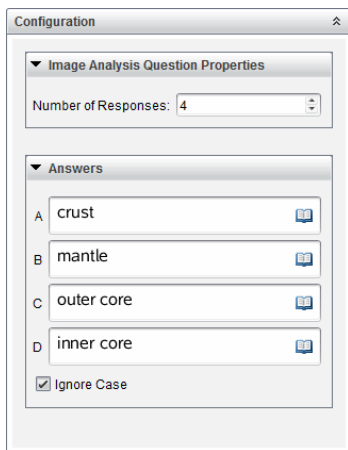 Configuration
Image Analysis Question Properties
Number of Responses: 4
Answers
A crust
B mantle
C outer core
D inner core
Ignore Case